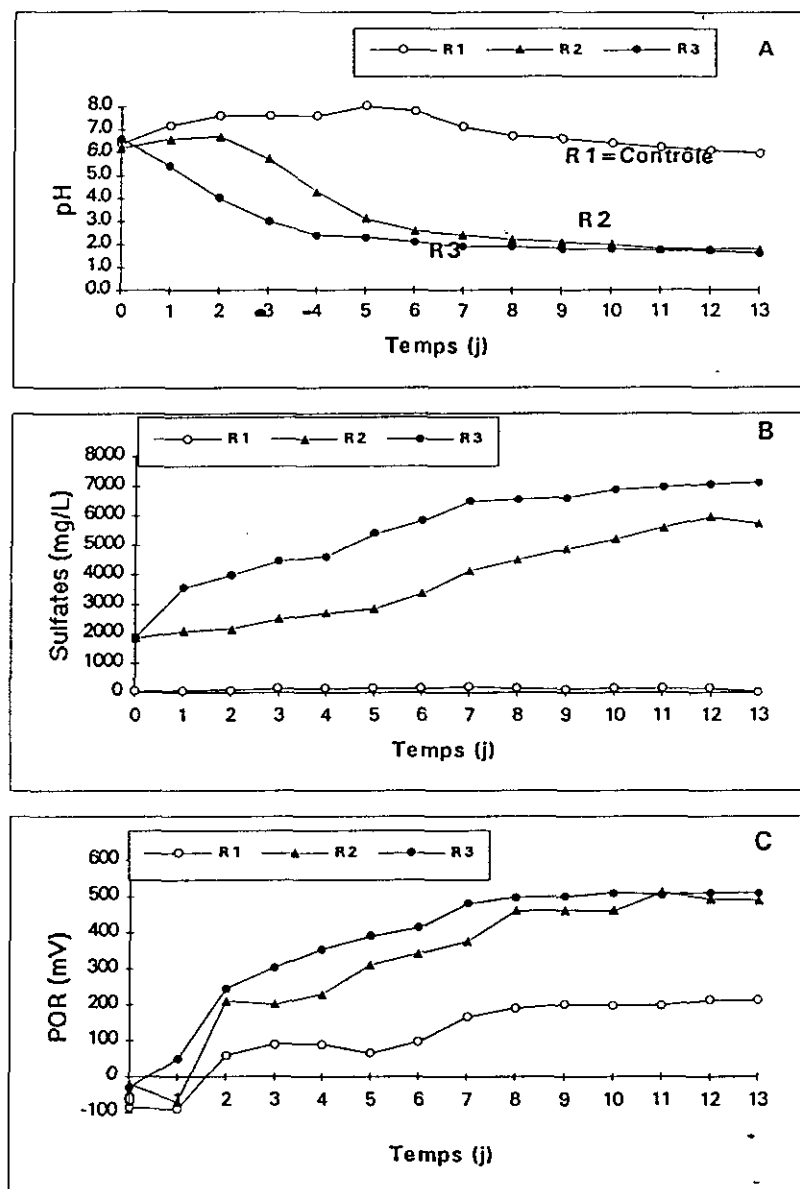 R1 R2 R3
A
8.0
7.0
6.0
5.0
4.0
3.0
2.0
1.0
0.0
pH
R1=Contrôle
R2
R3
0 1 2 3 4 5 6 7 8 9 10 11 12 13
Temps (j)
B
R1 R2 R3
8000
7000
6000
5000
4000
3000
2000
1000
0
Sulfates (mg/L)
0 1 2 3 4 5 6 7 8 9 10 11 12 13
Temps (j)
C
R1 R2 R3
600
500
400
300
200
100
0
-100
POR (mV)
1 2 3 4 5 6 7 8 9 10 11 12 13
Temps (j)